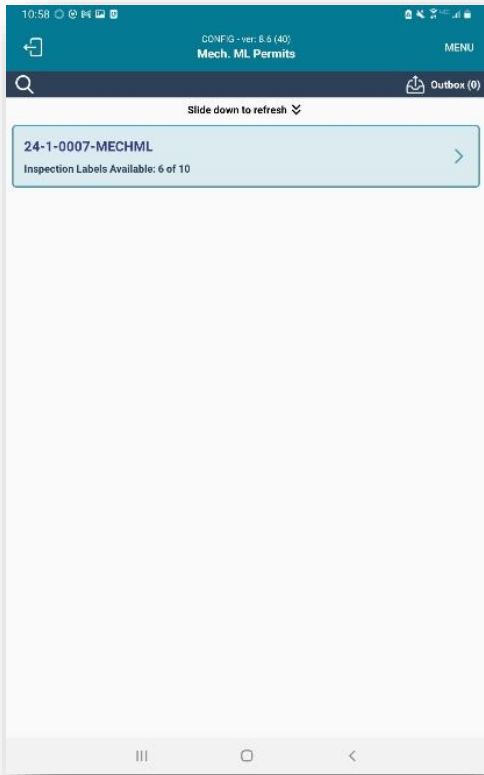 10:58
CONFIG - ver: 8.6 (40)
Mech. ML Permits
MENU
Outbox (0)
Slide down to refresh
24-1-0007-MECHML
Inspection Labels Available: 6 of 10